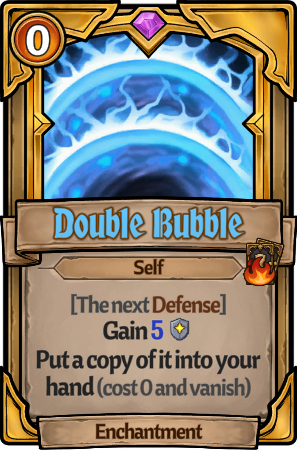 0
Double Bubble
Self
[The next Defense]
Gain 5
Put a copy of it into your
hand (cost 0 and vanish)
Enchantment